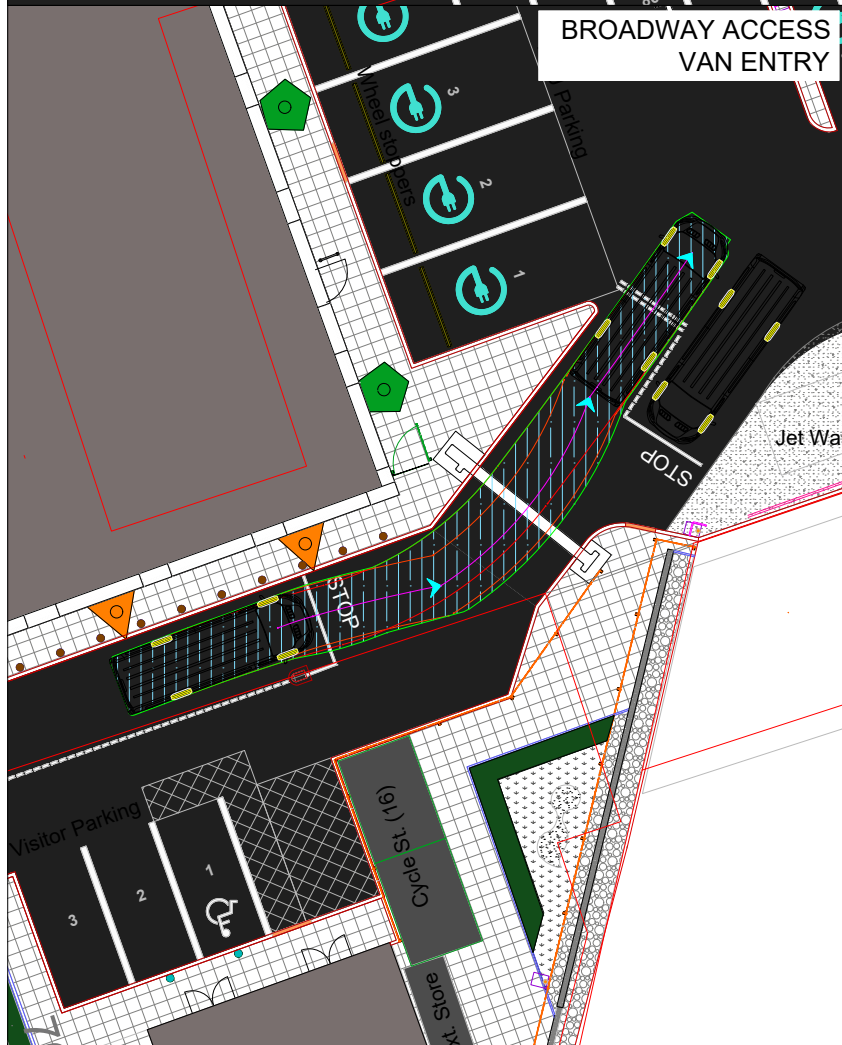 BROADWAY ACCESS
VAN ENTRY
Parking
Wheel stoppers
3
2
1
STOP
Jet Wa
STOP
Visitor Parking
3
2
1
Cycle St. (16)
xt. Store